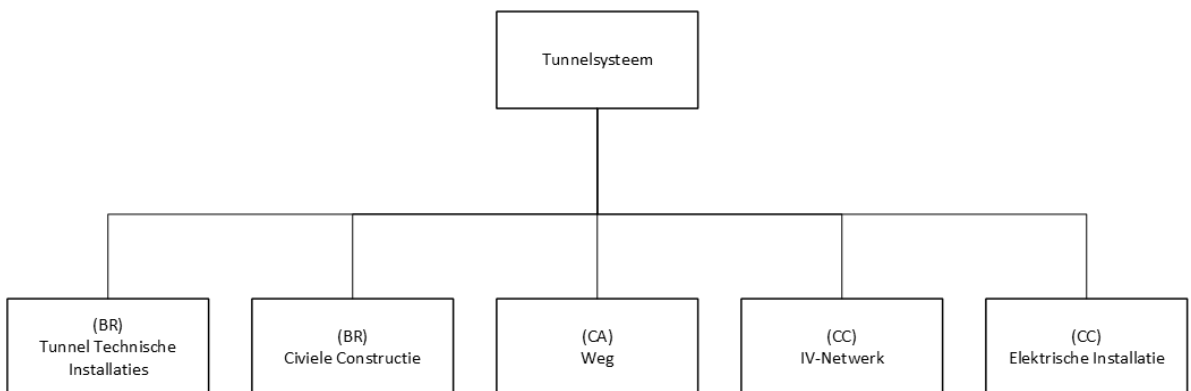 Tunnelsysteem
(BR)
Tunnel Technische
Installaties
(BR)
Civiele Constructie
(CA)
Weg
(CC)
IV-Netwerk
(CC)
Elektrische Installatie